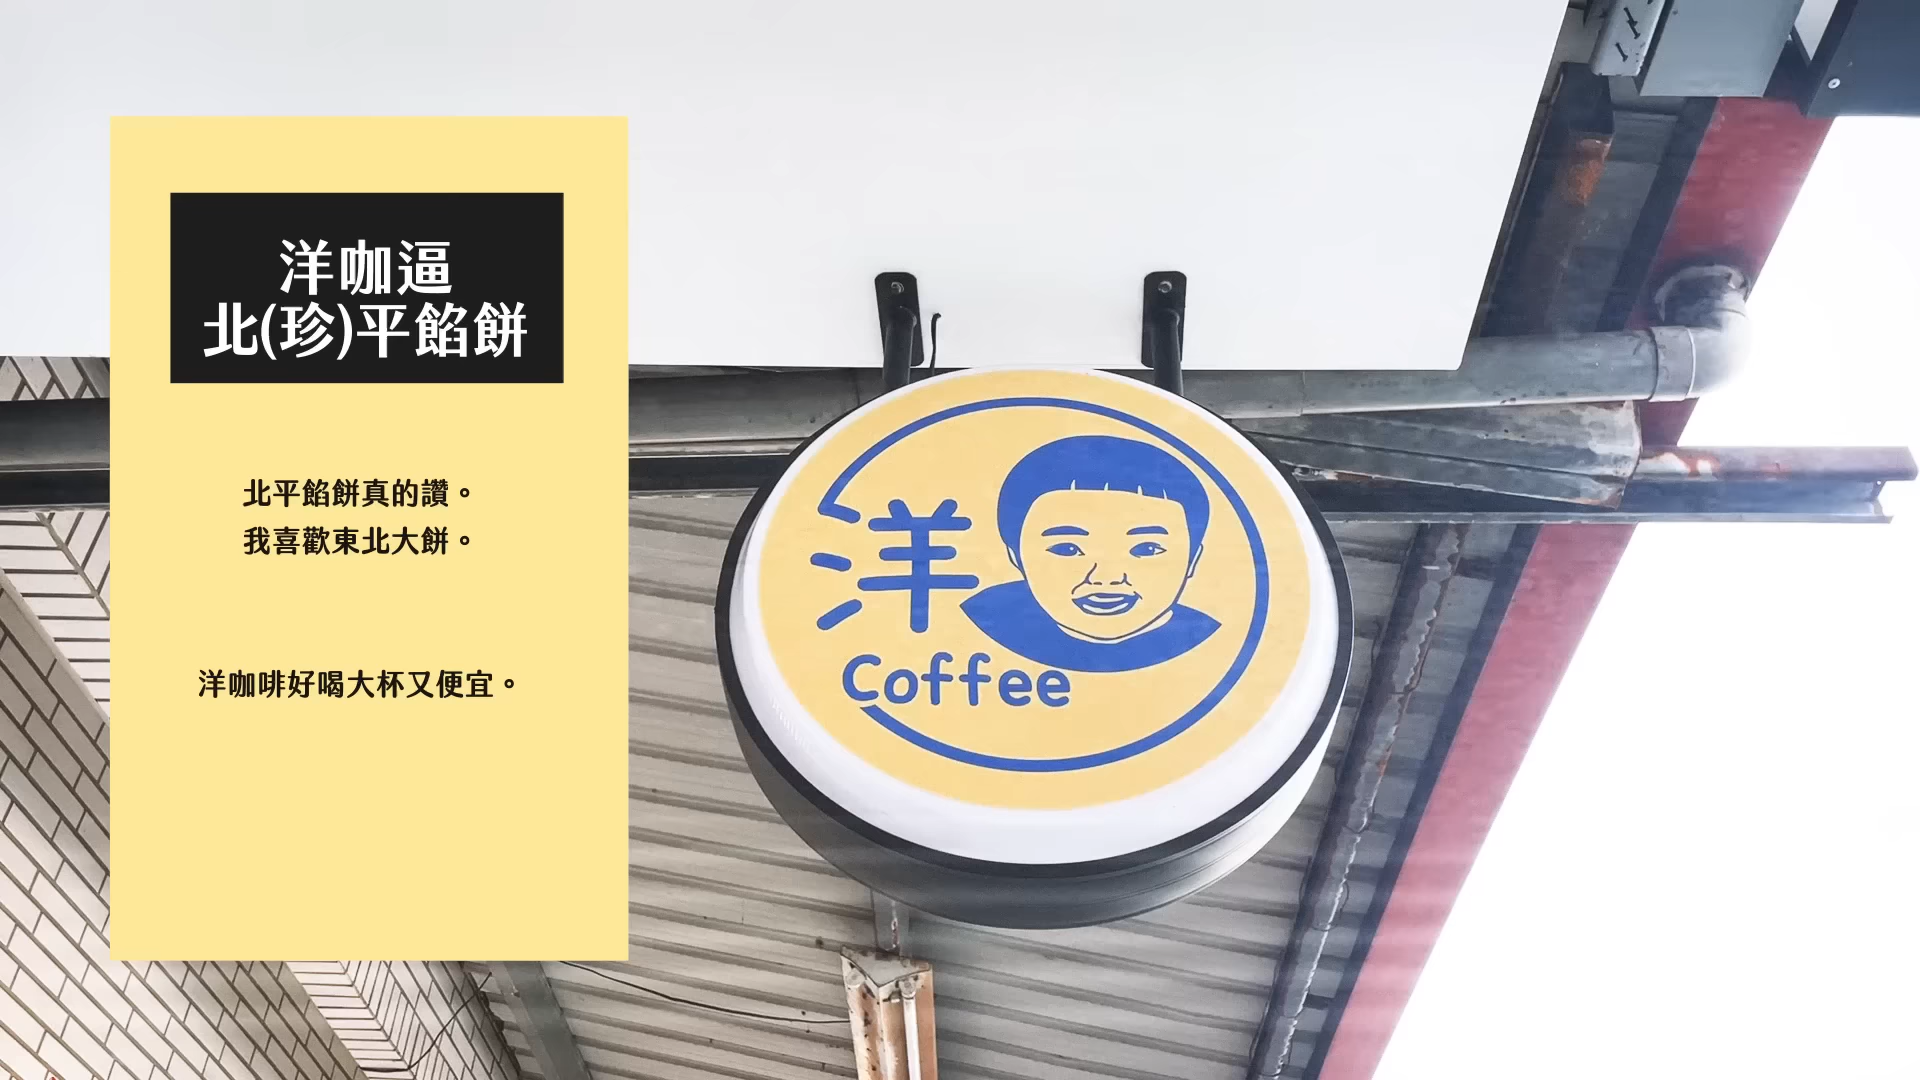 洋咖逼
北(珍)平餡餅
北平餡餅真的讚。
我喜歡東北大餅。
洋咖啡好喝大杯又便宜。
洋
Coffee